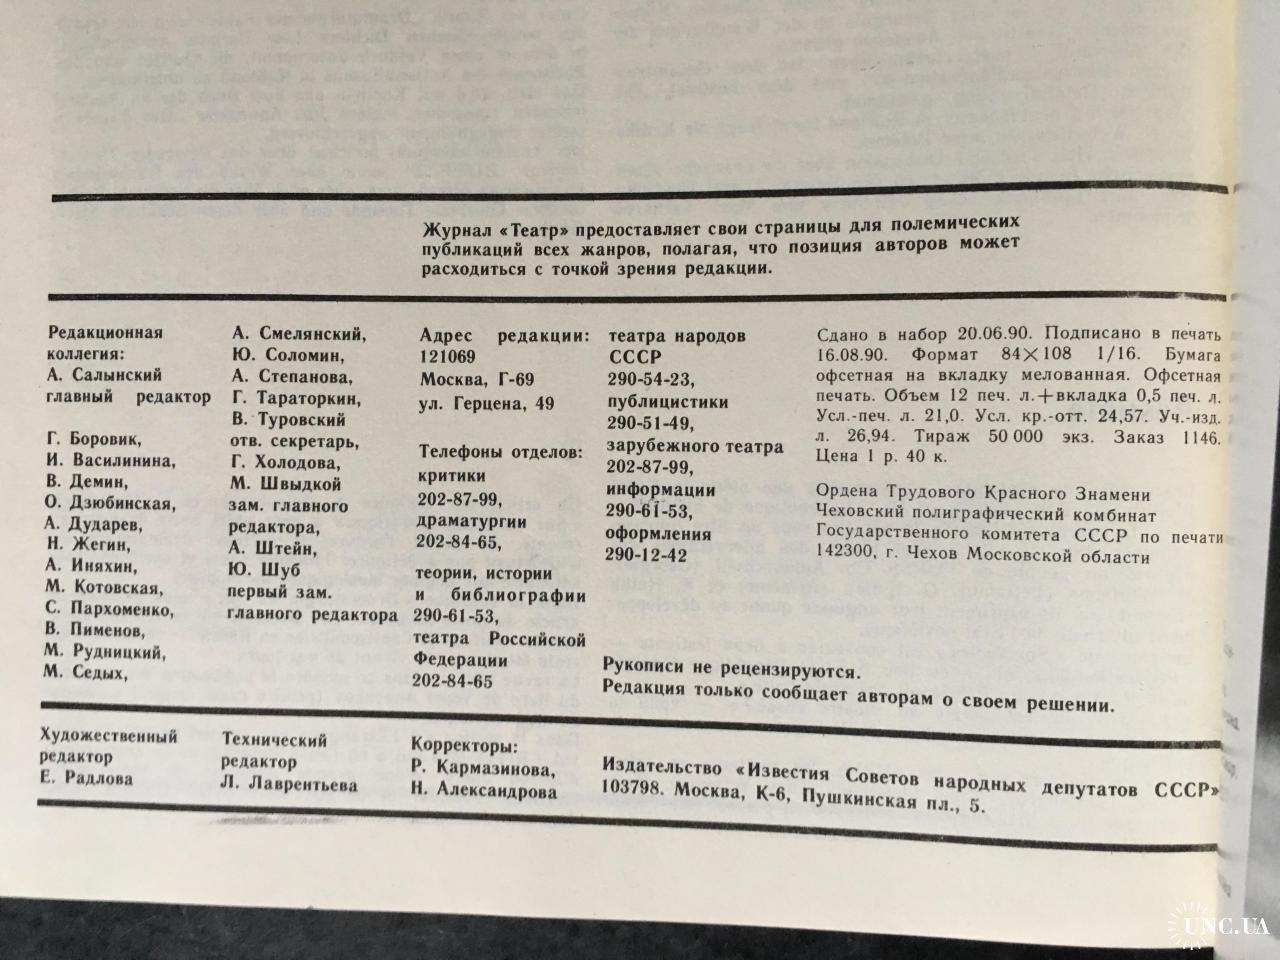 Журнал «Театр» предоставляет свои страницы для полемических
публикаций всех жанров, полагая, что позиция авторов может
расходиться с точкой зрения редакции.
Редакционная
коллегия:
А. Салынский
главный редактор
Г. Боровик,
И. Василинина,
В. Демин,
О. Дзюбинская,
А. Дударев,
Н. Жегин,
А. Иняхин,
М. Котовская,
С. Пархоменко,
В. Пименов,
М. Рудницкий,
М. Седых,
А. Смелянский,
Ю. Соломин,
А. Степанова,
Г. Тараторкин,
В. Туровский
отв. секретарь,
Г. Холодова,
М. Швыдкой
зам. главного
редактора,
А. Штейн,
Ю. Шуб
первый зам.
главного редактора
Адрес редакции:
121069
Москва, Г-69
ул. Герцена, 49
Телефоны отделов:
критики
202-87-99,
драматургии
202-84-65,
теории, истории
и библиографии
290-61-53,
театра Российской
Федерации
202-84-65
театра народов
СССР
290-54-23,
публицистики
290-51-49,
зарубежного театра
202-87-99,
информации
290-61-53,
оформления
290-12-42
Сдано в набор 20.06.90. Подписано в печать
16.08.90. Формат 84×108 1/16. Бумага
офсетная на вкладку мелованная. Офсетная
печать. Объем 12 печ. л.+вкладка 0,5 печ. л.
Усл.-печ. л. 21,0. Усл. кр.-отт. 24,57. Уч.-изд.
л. 26,94. Тираж 50 000 экз. Заказ 1146.
Цена 1 р. 40 к.
Ордена Трудового Красного Знамени
Чеховский полиграфический комбинат
Государственного комитета СССР по печати
142300, г. Чехов Московской области
Рукописи не рецензируются.
Редакция только сообщает авторам о своем решении.
Художественный
редактор
Е. Радлова
Технический
редактор
Л. Лаврентьева
Корректоры:
Р. Кармазинова,
Н. Александрова
Издательство «Известия Советов народных депутатов СССР»
103798. Москва, К-6, Пушкинская пл., 5.
UNC.UA